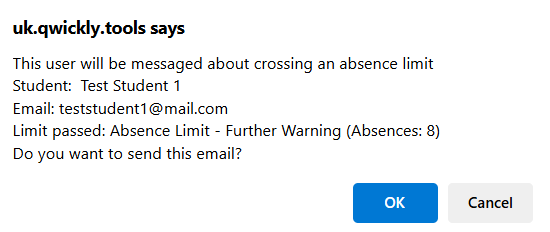 uk.qwickly.tools says
This user will be messaged about crossing an absence limit
Student:  Test Student 1
Email: teststudent1@mail.com
Limit passed: Absence Limit - Further Warning (Absences: 8)
Do you want to send this email?
OK
Cancel